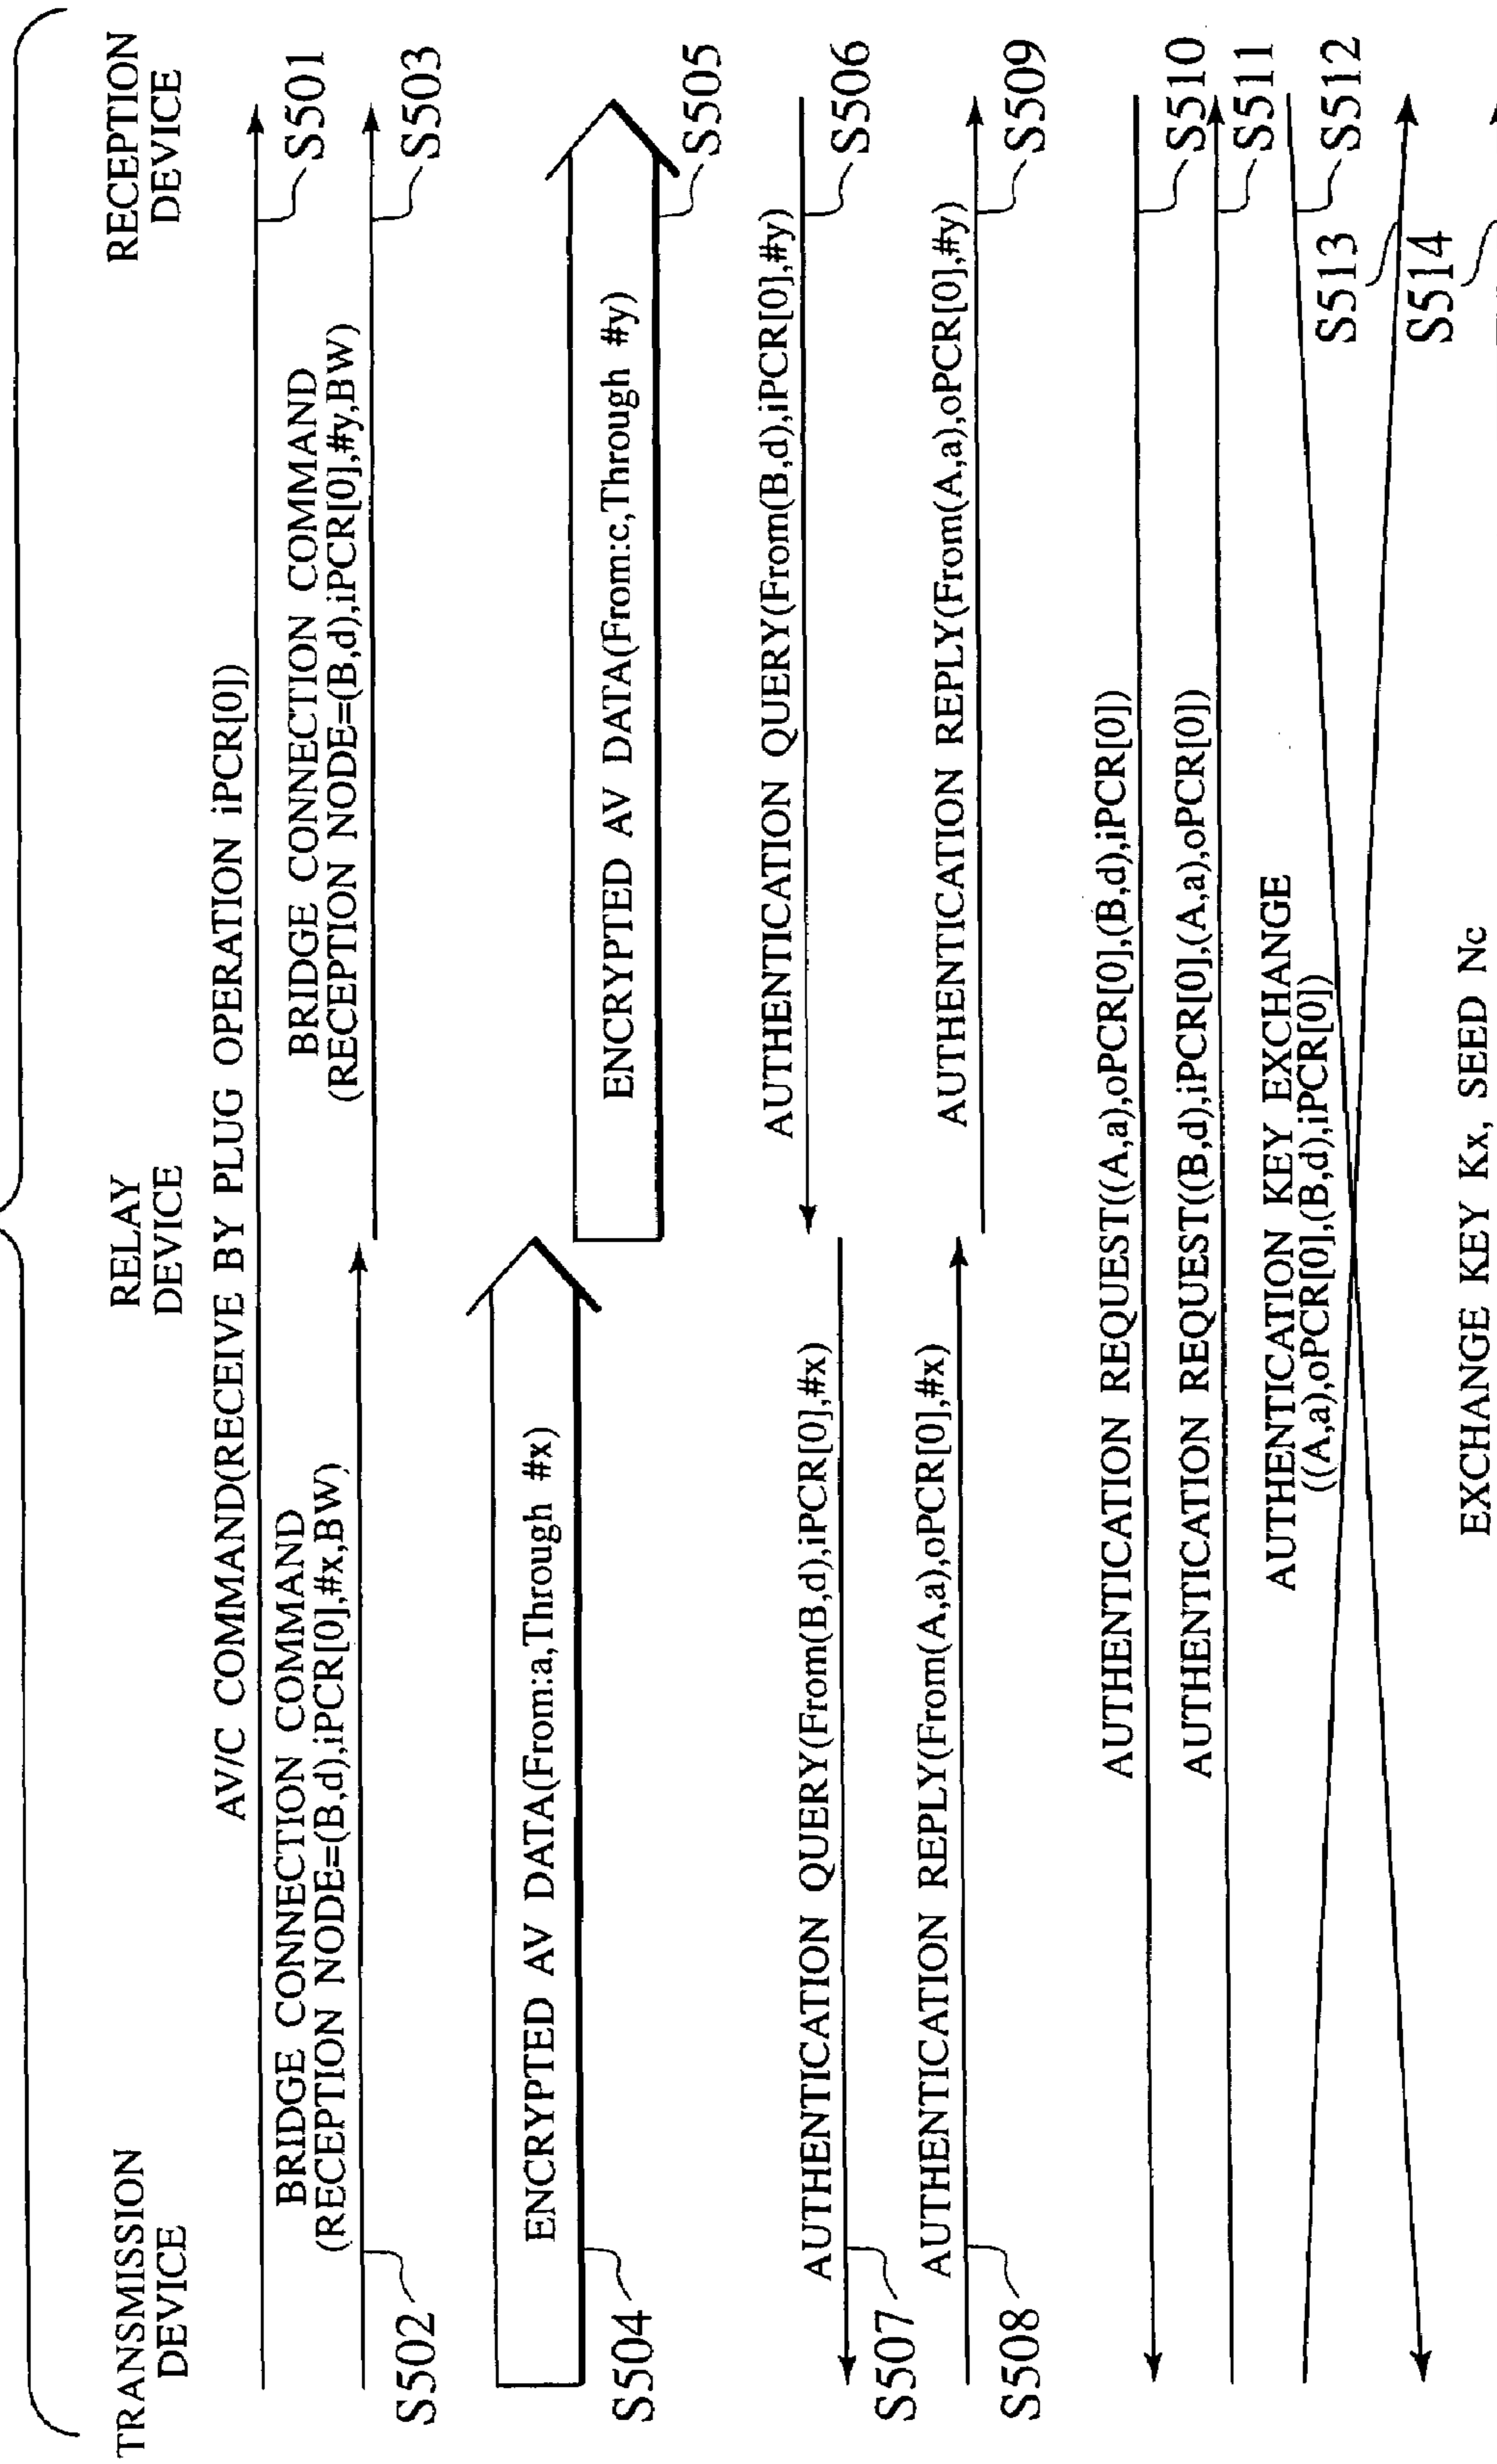 TRANSMISSION
DEVICE
RELAY
DEVICE
RECEPTION
DEVICE
AV/C COMMAND(RECEIVE BY PLUG OPERATION iPCR[0])
S501
BRIDGE CONNECTION COMMAND
(RECEPTION NODE=(B,d),iPCR[0],#x,BW)
S502
BRIDGE CONNECTION COMMAND
(RECEPTION NODE=(B,d),iPCR[0],#y,BW)
S503
ENCRYPTED AV DATA(From:a,Through #x)
S504
ENCRYPTED AV DATA(From:c,Through #y)
S505
AUTHENTICATION QUERY(From(B,d),iPCR[0],#y)
S506
AUTHENTICATION QUERY(From(B,d),iPCR[0],#x)
S507
AUTHENTICATION REPLY(From(A,a),oPCR[0],#x)
S508
AUTHENTICATION REPLY(From(A,a),oPCR[0],#y)
S509
AUTHENTICATION REQUEST((A,a),oPCR[0],(B,d),iPCR[0])
S510
AUTHENTICATION REQUEST((B,d),iPCR[0],(A,a),oPCR[0])
S511
AUTHENTICATION KEY EXCHANGE
((A,a),oPCR[0],(B,d),iPCR[0])
S512
S513
EXCHANGE KEY Kx, SEED Nc
S514